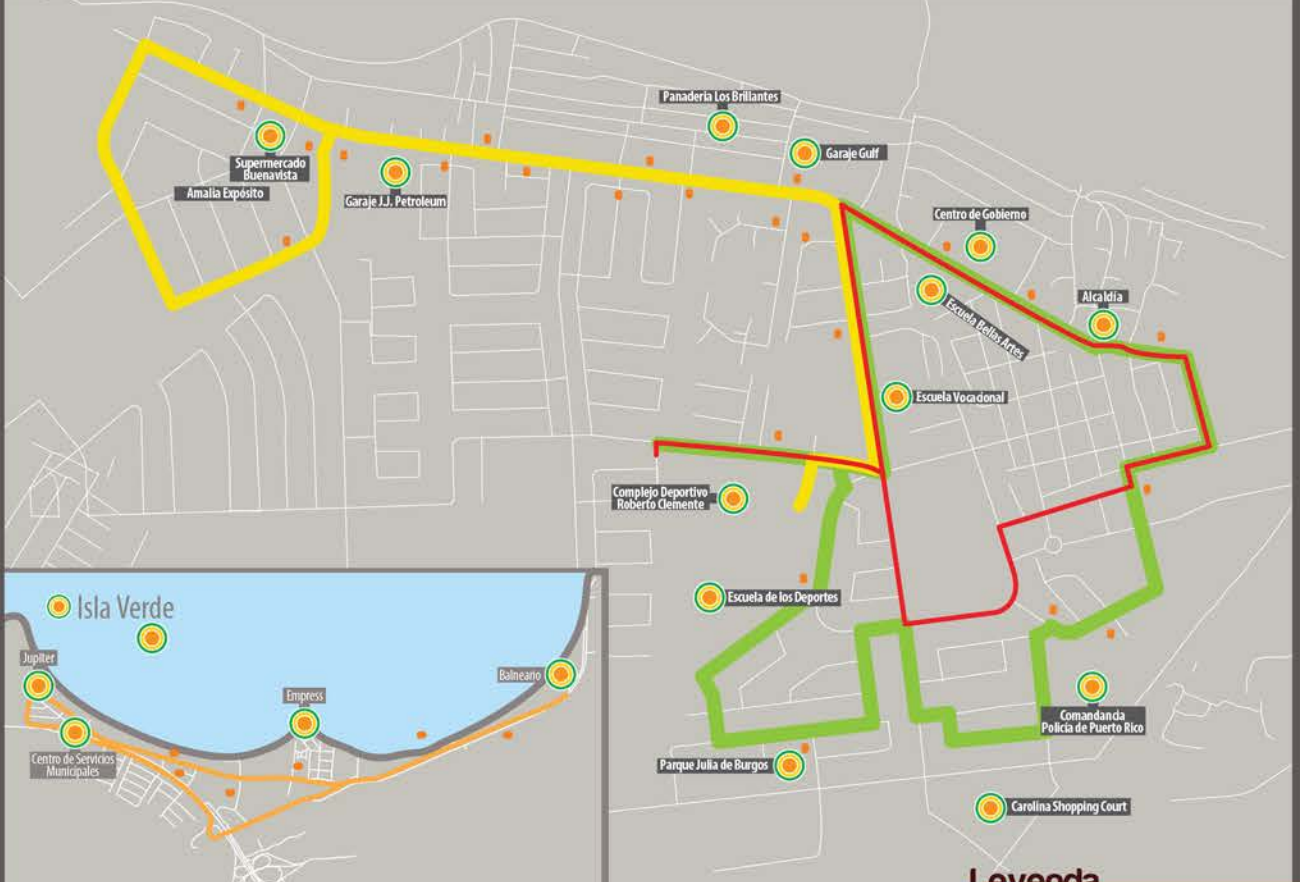 Panadería Los Brillantes
Garaje Gulf
Supermercado
Buenavista
Amalia Expósito
Garaje J.J. Petroleum
Centro de Gobierno
Escuela Bellas Artes
Alcaldía
Escuela Vocacional
Complejo Deportivo
Roberto Clemente
Escuela de los Deportes
Isla Verde
Jupiter
Empress
Balneario
Centro de Servicios
Municipales
Comandancia
Policía de Puerto Rico
Parque Julia de Burgos
Carolina Shopping Court
Leyenda